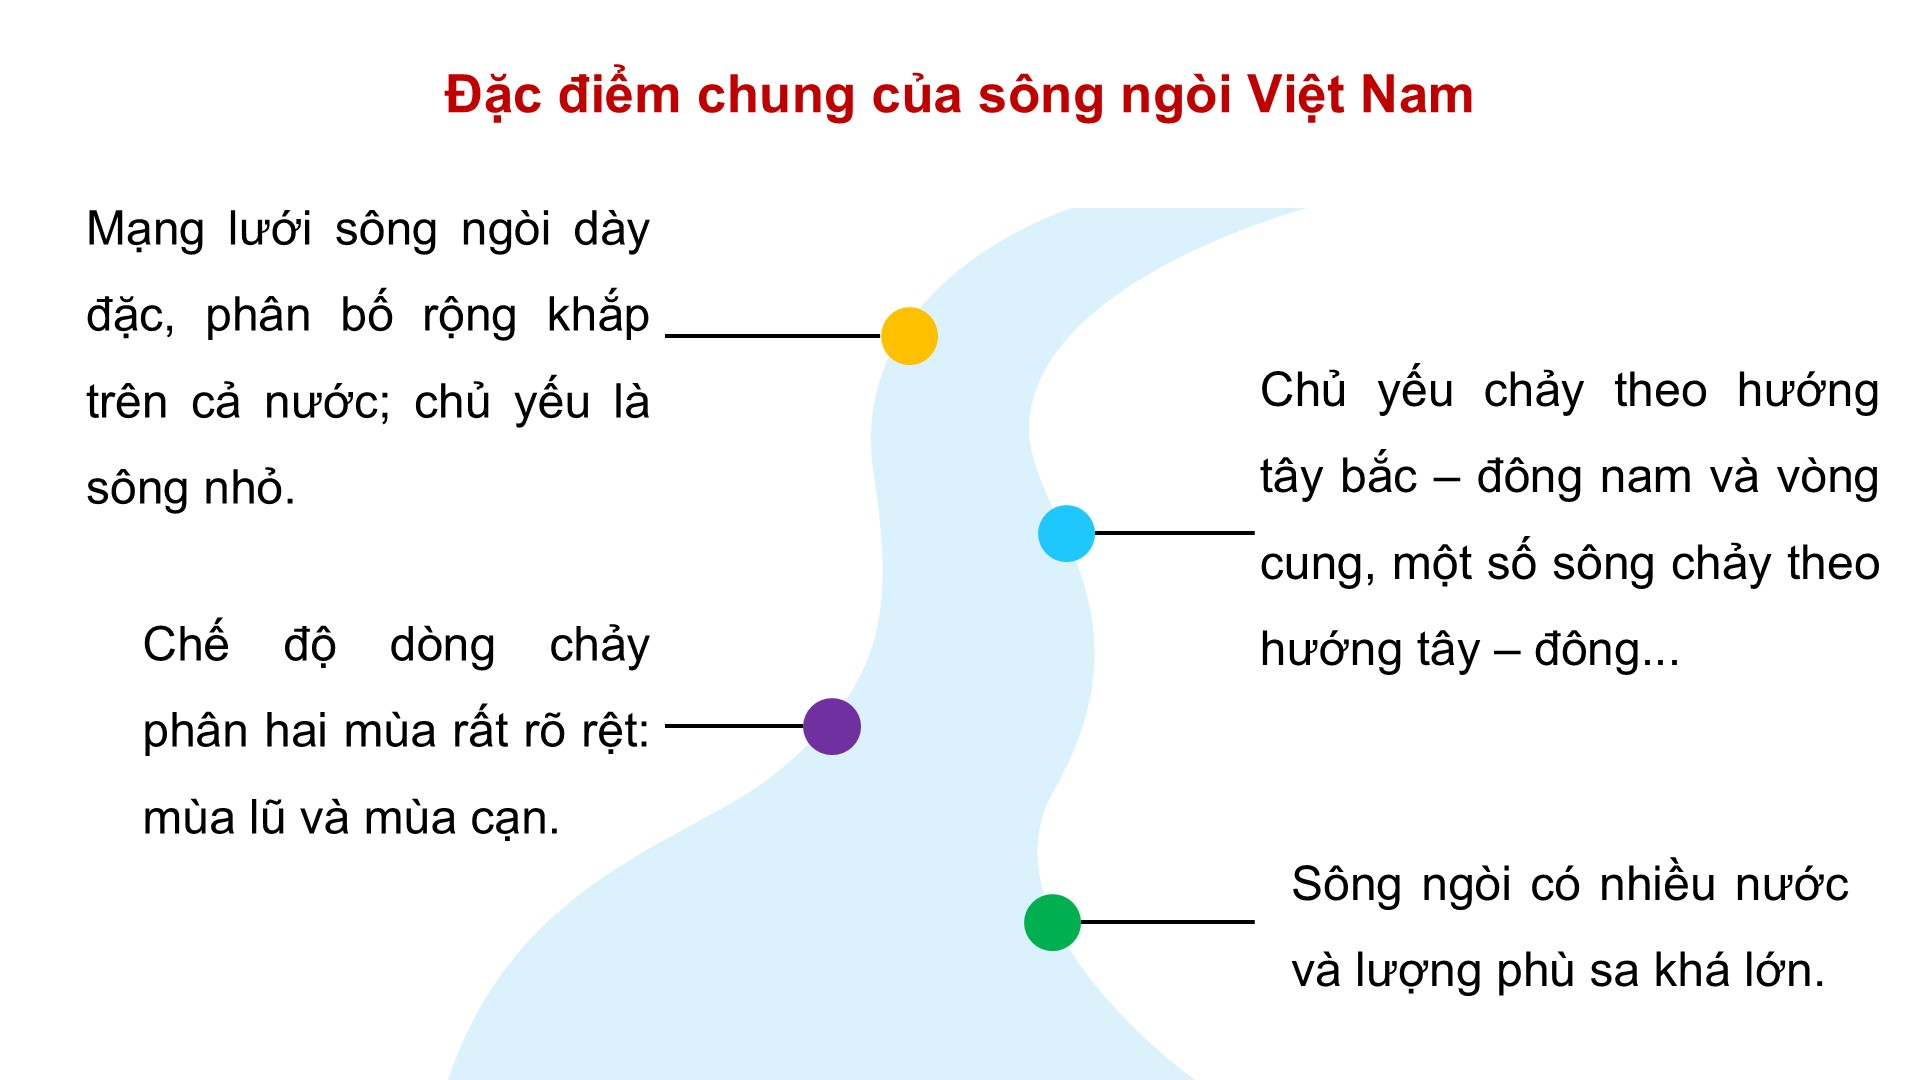 Đặc điểm chung của sông ngòi Việt Nam
Mạng lưới sông ngòi dày
đặc, phân bố rộng khắp
trên cả nước; chủ yếu là
sông nhỏ.
Chủ yếu chảy theo hướng
tây bắc – đông nam và vòng
cung, một số sông chảy theo
hướng tây – đông...
Chế độ dòng chảy
phân hai mùa rất rõ rệt:
mùa lũ và mùa cạn.
Sông ngòi có nhiều nước
và lượng phù sa khá lớn.